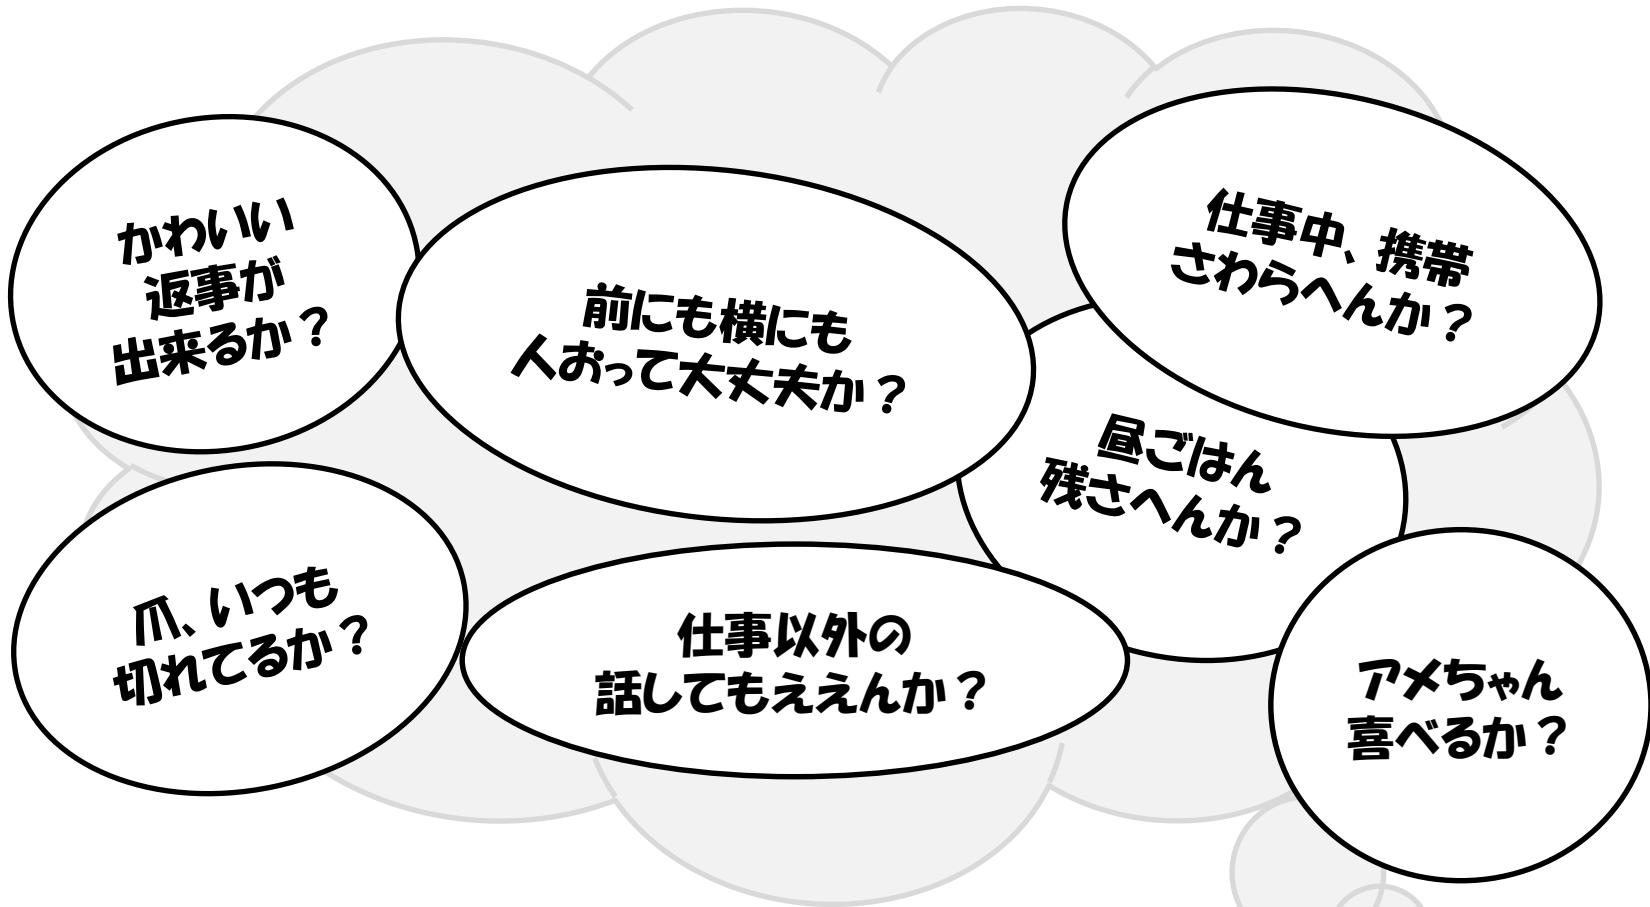 かわいい
返事が
出来るか？
前にも横にも
人おって大丈夫か？
仕事中、携帯
さわらへんか？
昼ごはん
残さへんか？
爪、いつも
切れてるか？
仕事以外の
話してもええんか？
アメちゃん
喜べるか？